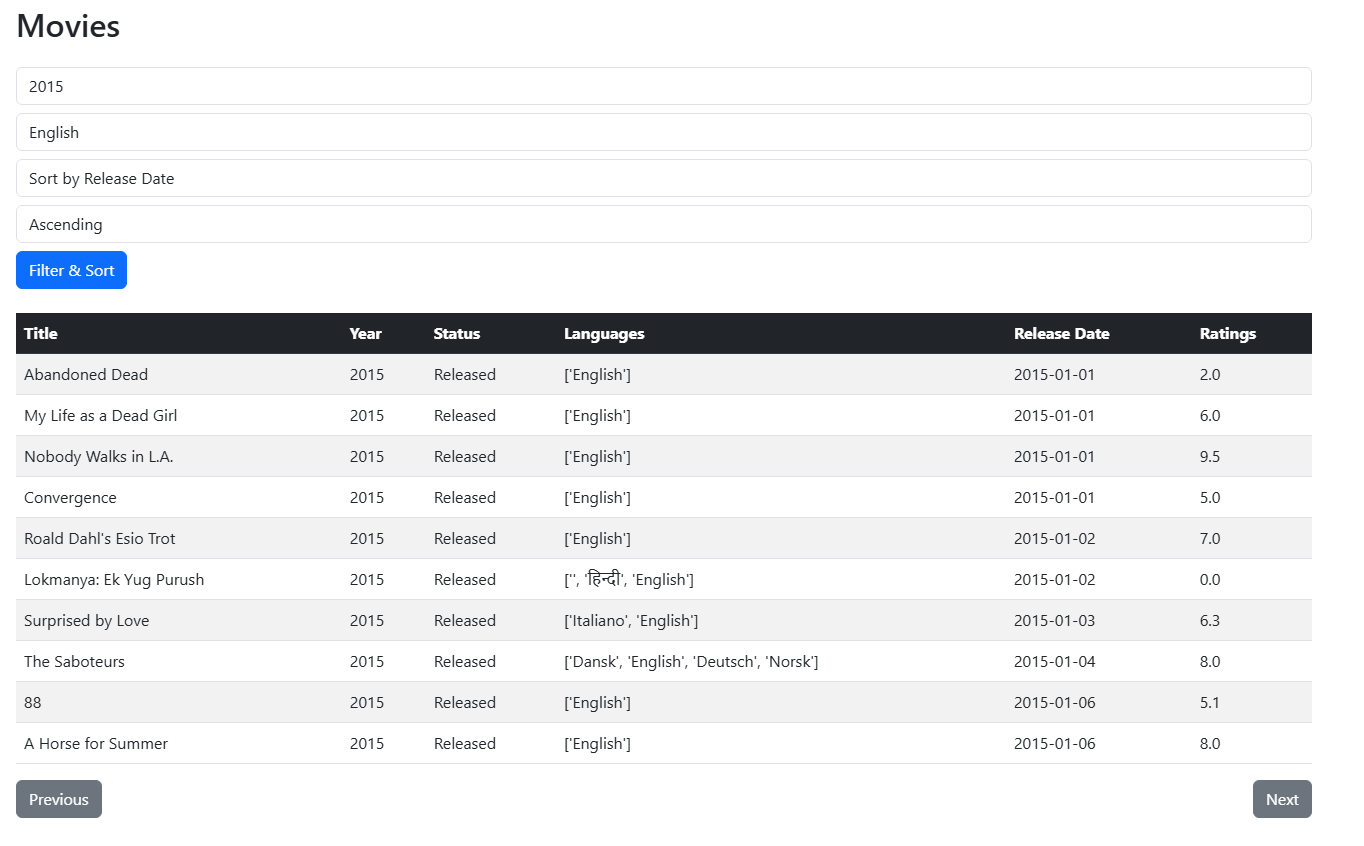 Movies
2015
English
Sort by Release Date
Ascending
Filter & Sort
Title Year Status Languages Release Date Ratings
Abandoned Dead 2015 Released ['English'] 2015-01-01 2.0
My Life as a Dead Girl 2015 Released ['English'] 2015-01-01 6.0
Nobody Walks in L.A. 2015 Released ['English'] 2015-01-01 9.5
Convergence 2015 Released ['English'] 2015-01-01 5.0
Roald Dahl's Esio Trot 2015 Released ['English'] 2015-01-02 7.0
Lokmanya: Ek Yug Purush 2015 Released ['', 'हिन्दी', 'English'] 2015-01-02 0.0
Surprised by Love 2015 Released ['Italiano', 'English'] 2015-01-03 6.3
The Saboteurs 2015 Released ['Dansk', 'English', 'Deutsch', 'Norsk'] 2015-01-04 8.0
88 2015 Released ['English'] 2015-01-06 5.1
A Horse for Summer 2015 Released ['English'] 2015-01-06 8.0
Previous Next